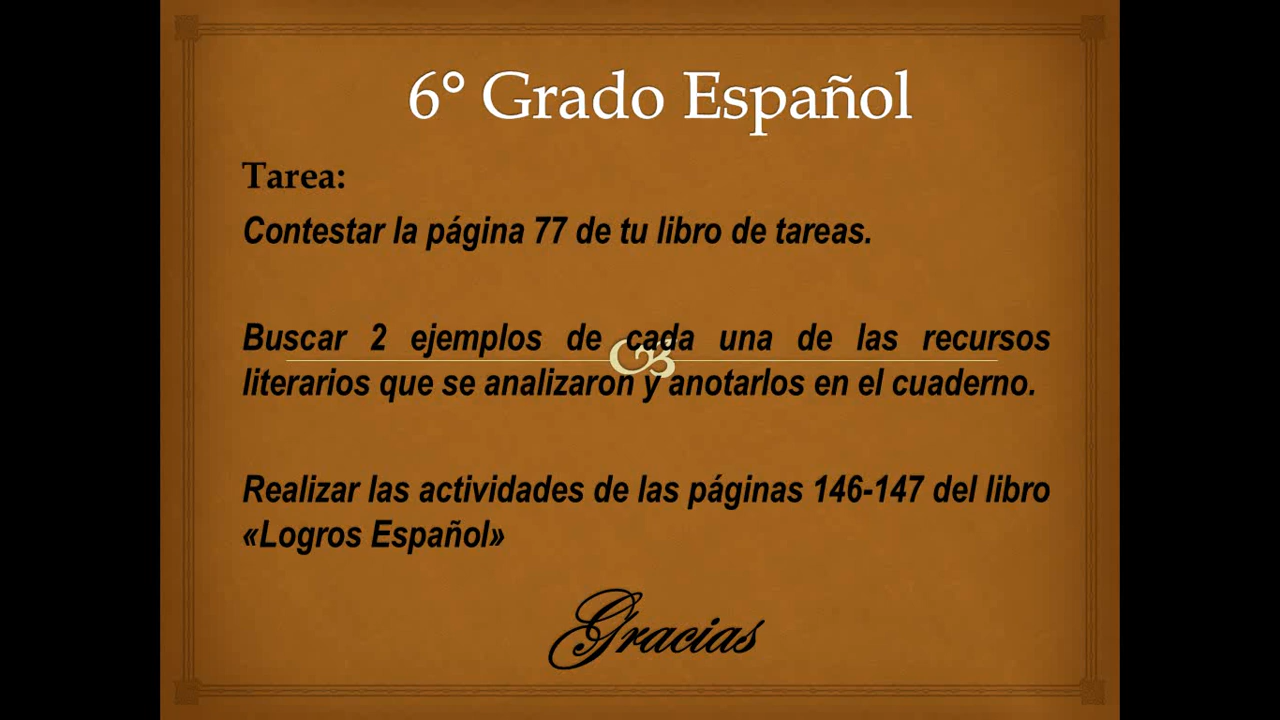 6° Grado Español
Tarea:
Contestar la página 77 de tu libro de tareas.
Buscar 2 ejemplos de cada una de las recursos
literarios que se analizaron y anotarlos en el cuaderno.
Realizar las actividades de las páginas 146-147 del libro
«Logros Español»
Gracias